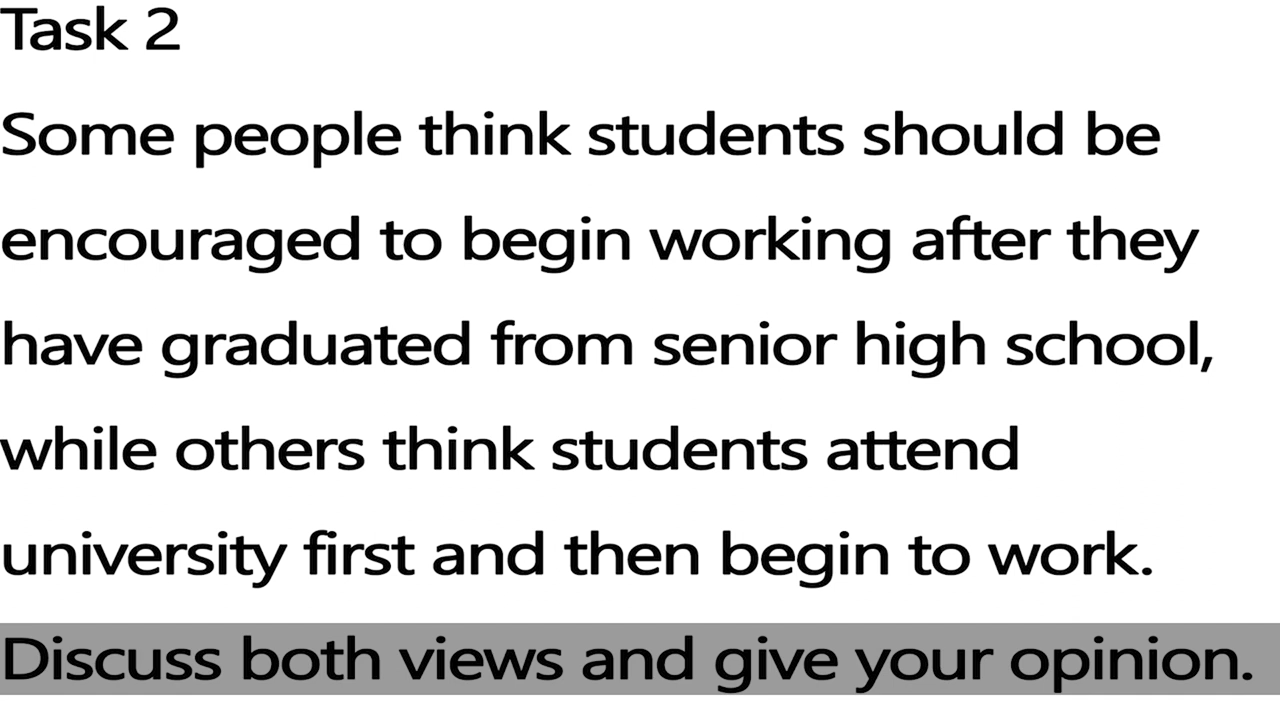 Task 2
Some people think students should be
encouraged to begin working after they
have graduated from senior high school,
while others think students attend
university first and then begin to work.
Discuss both views and give your opinion.